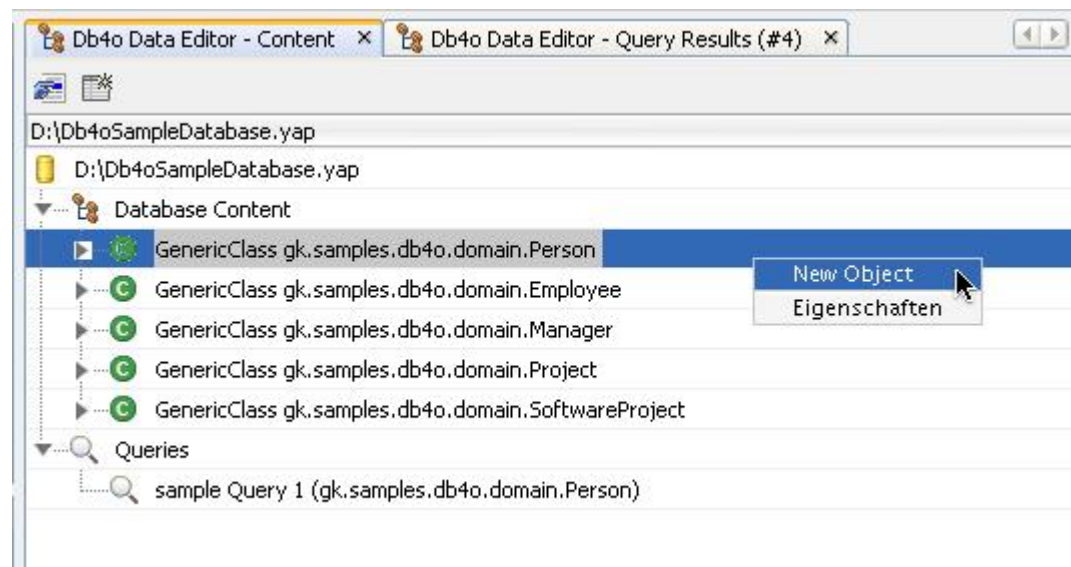 Db4o Data Editor - Content × Db4o Data Editor - Query Results (#4) ×
D:\Db4oSampleDatabase.yap
D:\Db4oSampleDatabase.yap
Database Content
C GenericClass gk.samples.db4o.domain.Person
New Object
C GenericClass gk.samples.db4o.domain.Employee
Eigenschaften
C GenericClass gk.samples.db4o.domain.Manager
C GenericClass gk.samples.db4o.domain.Project
C GenericClass gk.samples.db4o.domain.SoftwareProject
Queries
sample Query 1 (gk.samples.db4o.domain.Person)